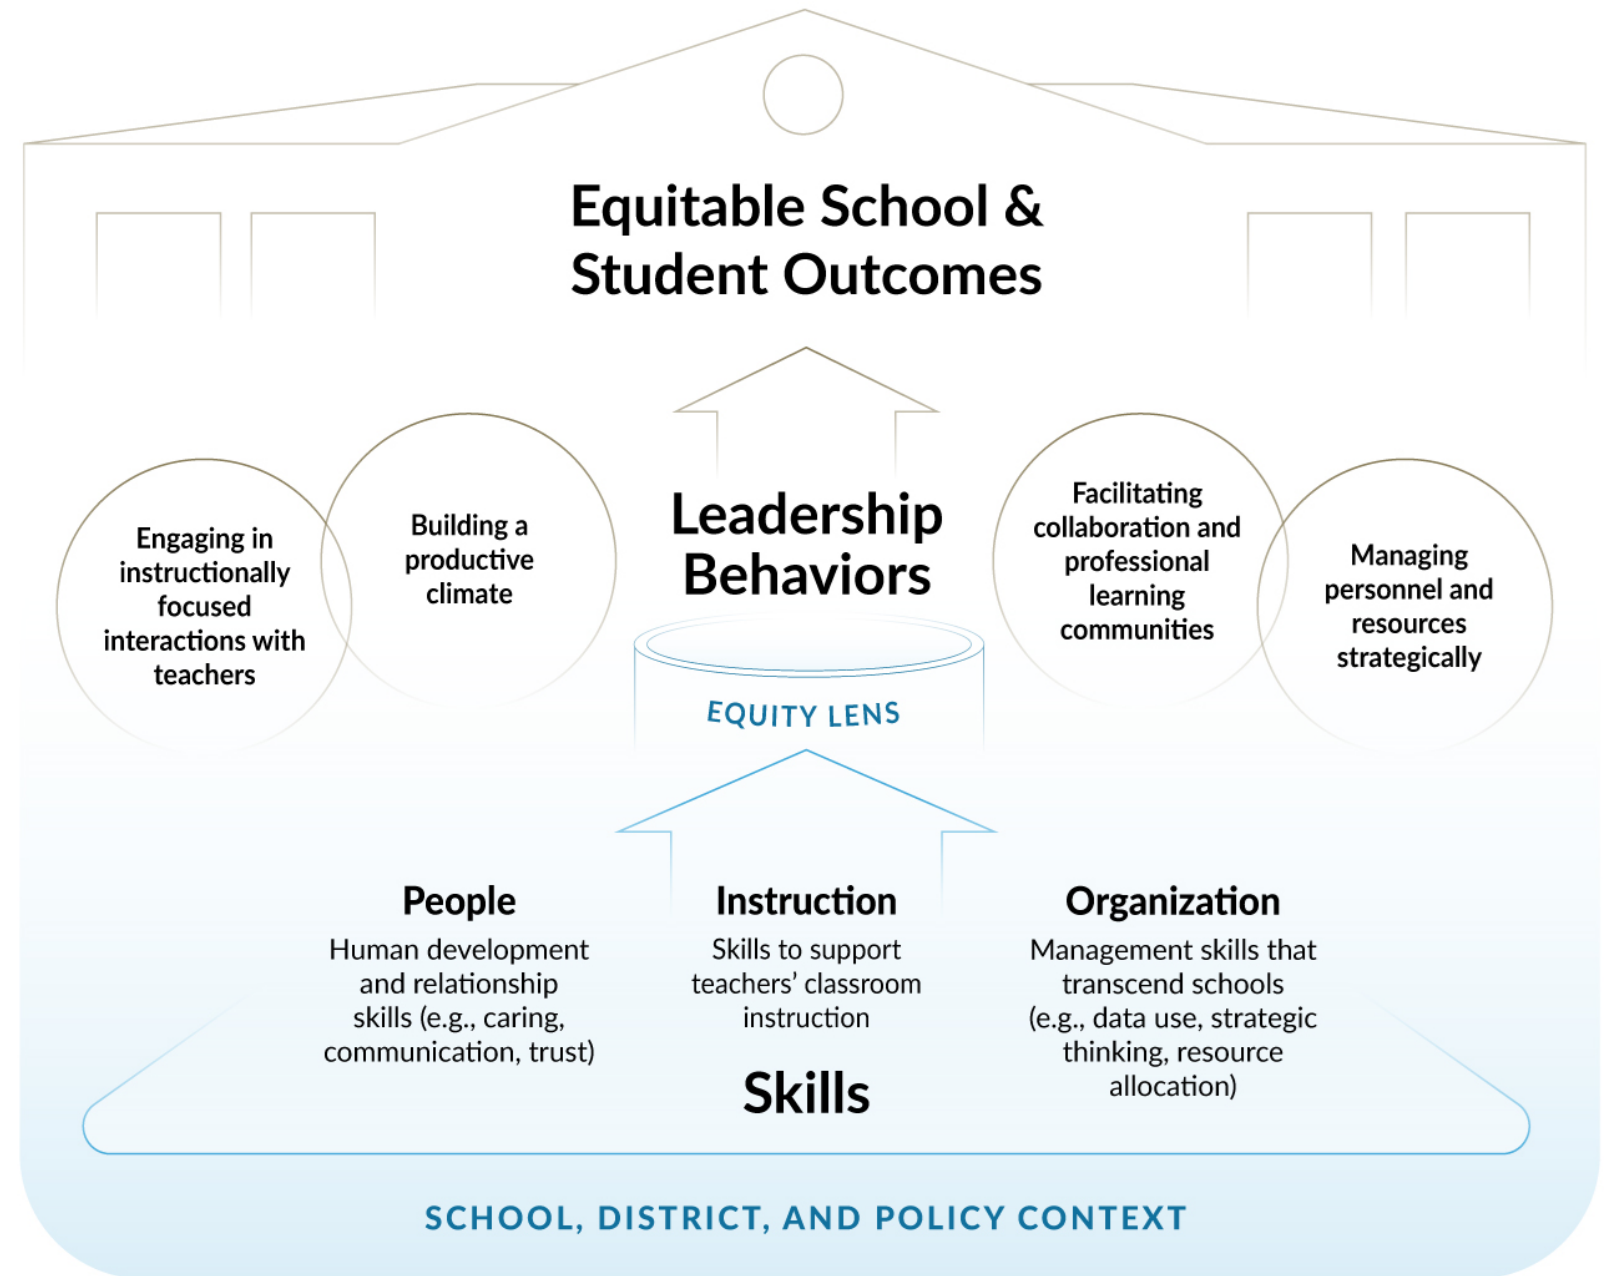 Equitable School &
Student Outcomes
Engaging in
instructionally
focused
interactions with
teachers
Building a
productive
climate
Leadership
Behaviors
Facilitating
collaboration and
professional
learning
communities
Managing
personnel and
resources
strategically
EQUITY LENS
People
Human development
and relationship
skills (e.g., caring,
communication, trust)
Instruction
Skills to support
teachers’ classroom
instruction
Organization
Management skills that
transcend schools
(e.g., data use, strategic
thinking, resource
allocation)
Skills
SCHOOL, DISTRICT, AND POLICY CONTEXT